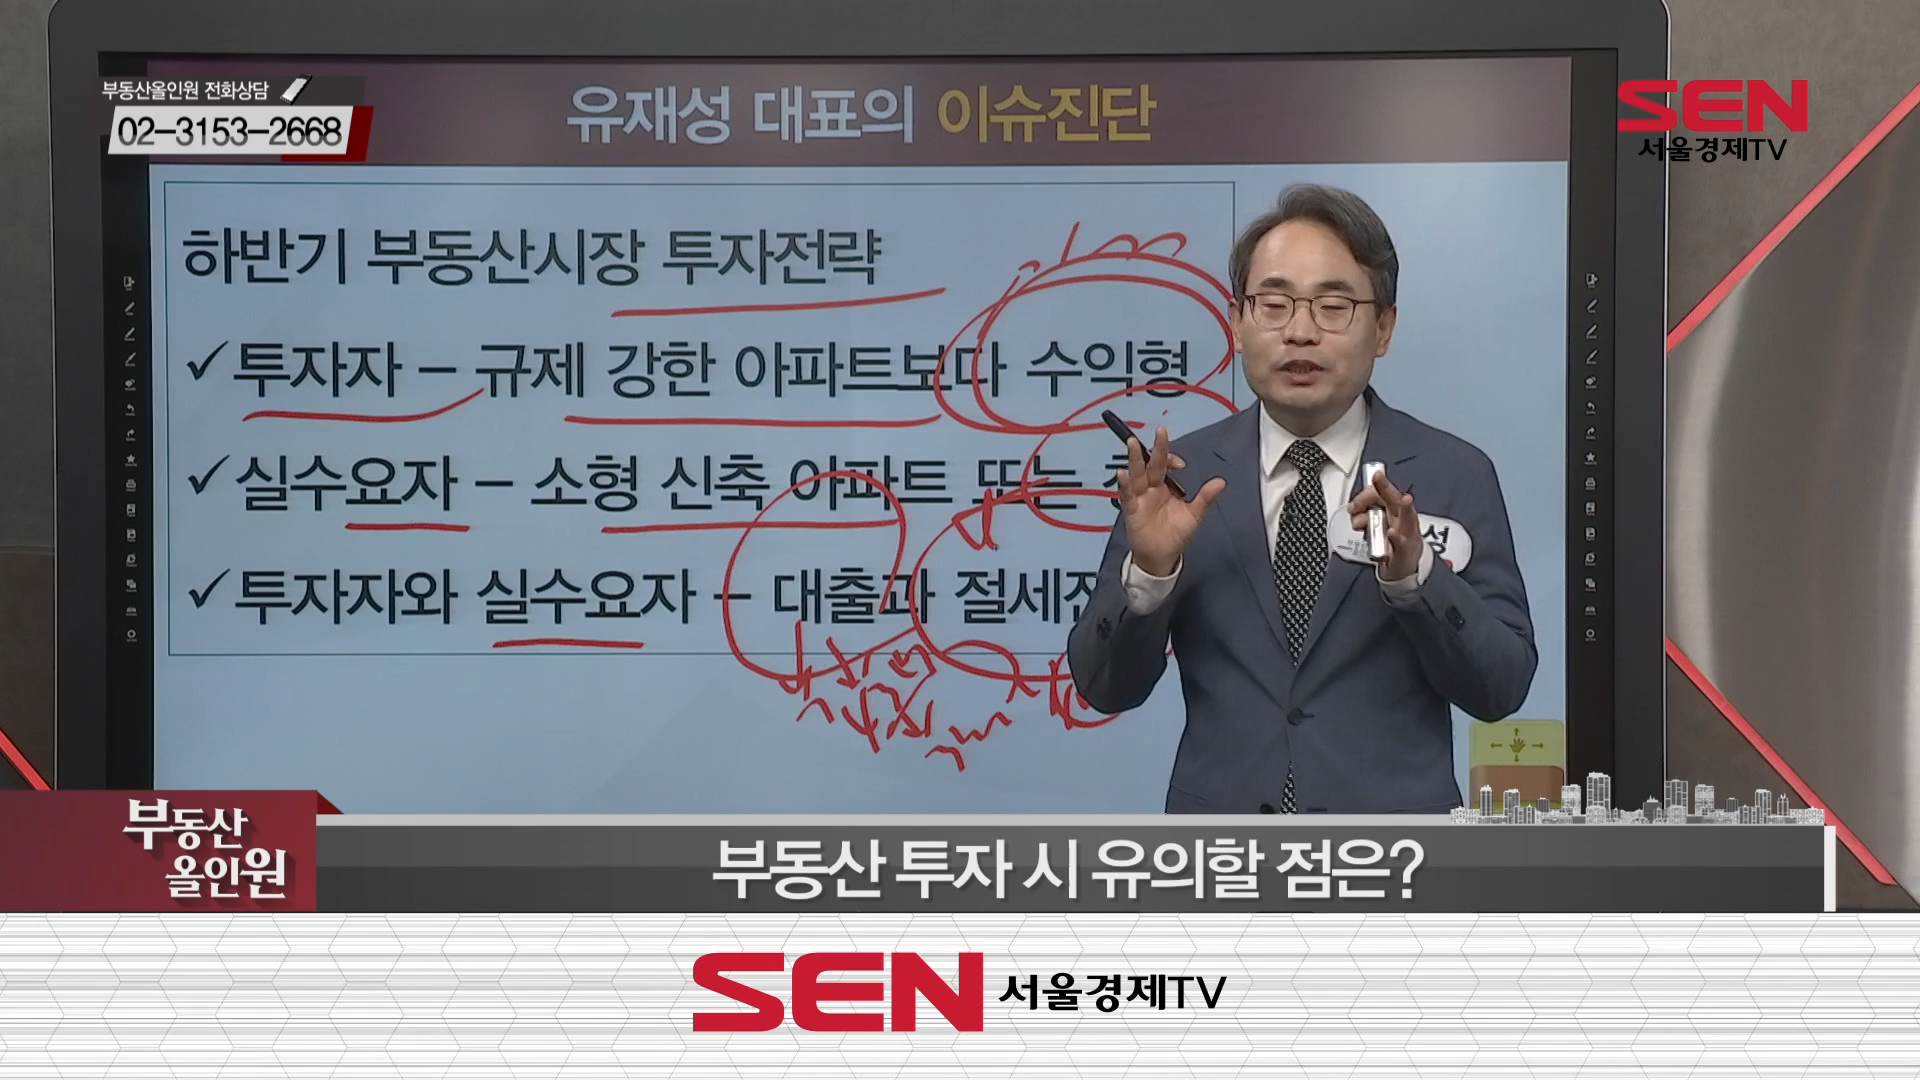 부동산올인원 전화상담
02-3153-2668
유재성 대표의 이슈진단
SEN
서울경제TV
하반기 부동산시장 투자전략
✓투자자 - 규제 강한 아파트보다 수익형
✓실수요자 - 소형 신축 아파트 또는
✓투자자와 실수요자 - 대출과
성
부동산
올인원
부동산 투자 시 유의할 점은?
SEN 서울경제TV